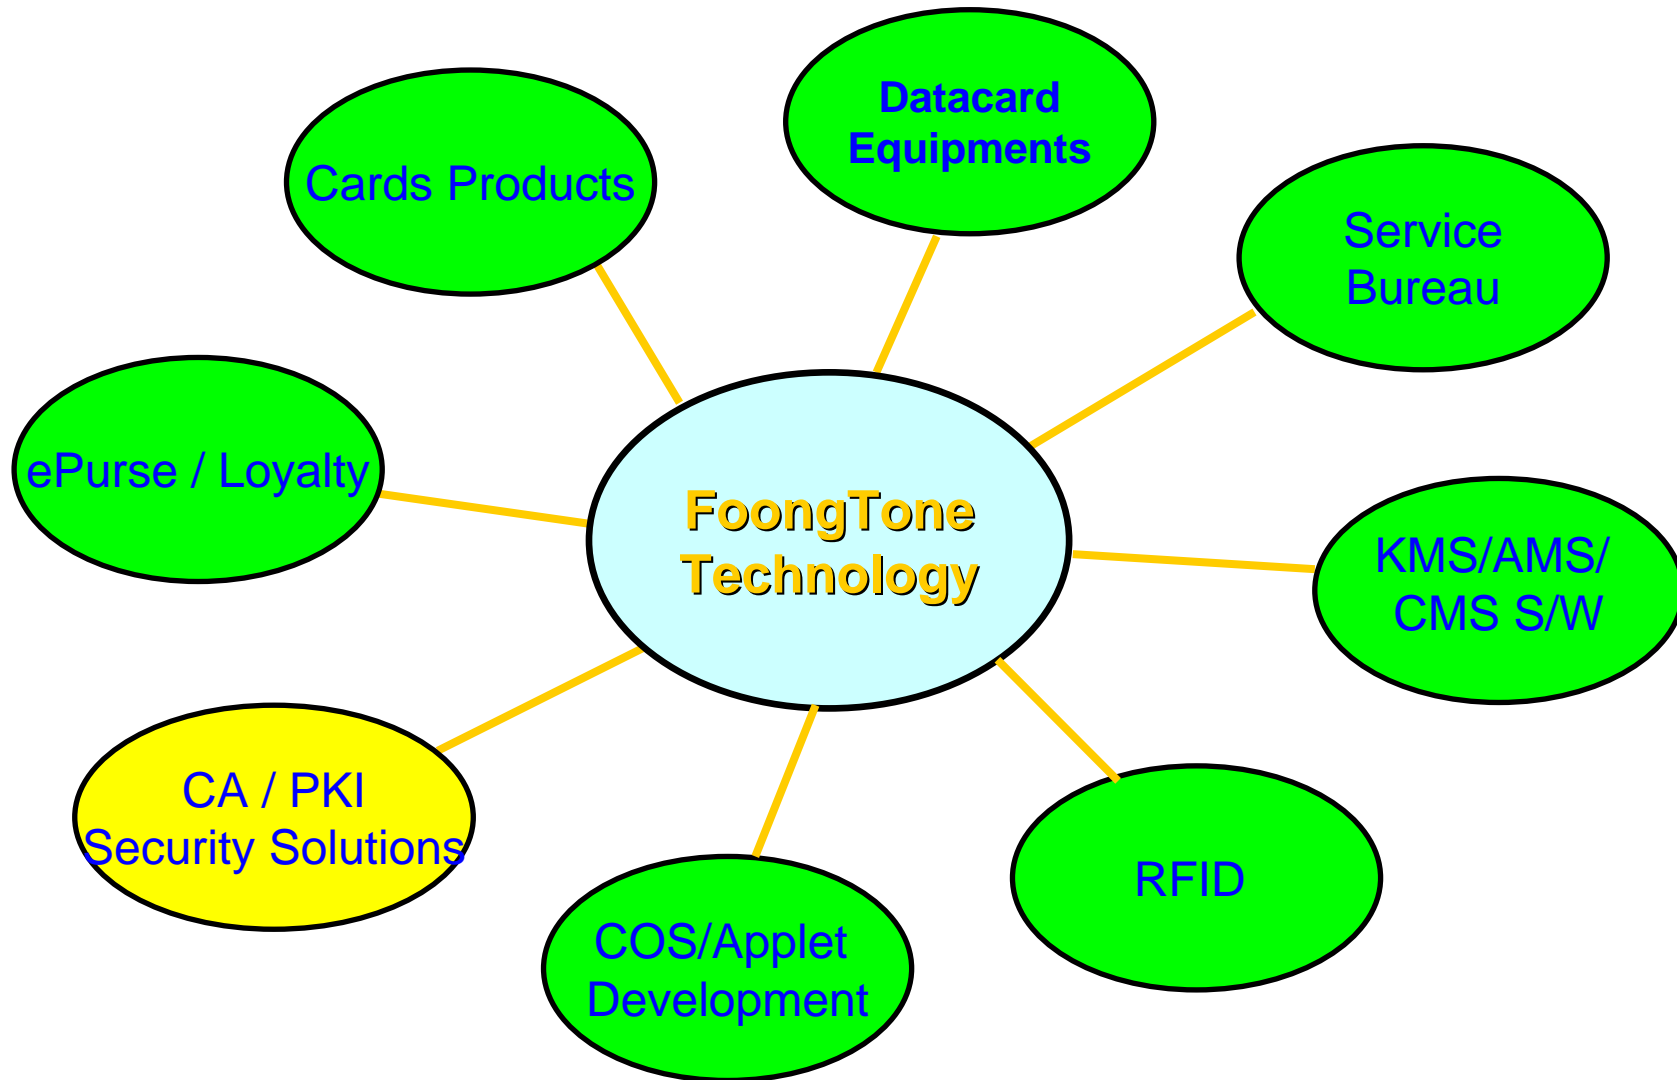 Datacard
Equipments
Cards Products
Service
Bureau
ePurse / Loyalty
FoongTone
Technology
KMS/AMS/
CMS S/W
CA / PKI
Security Solutions
RFID
COS/Applet
Development